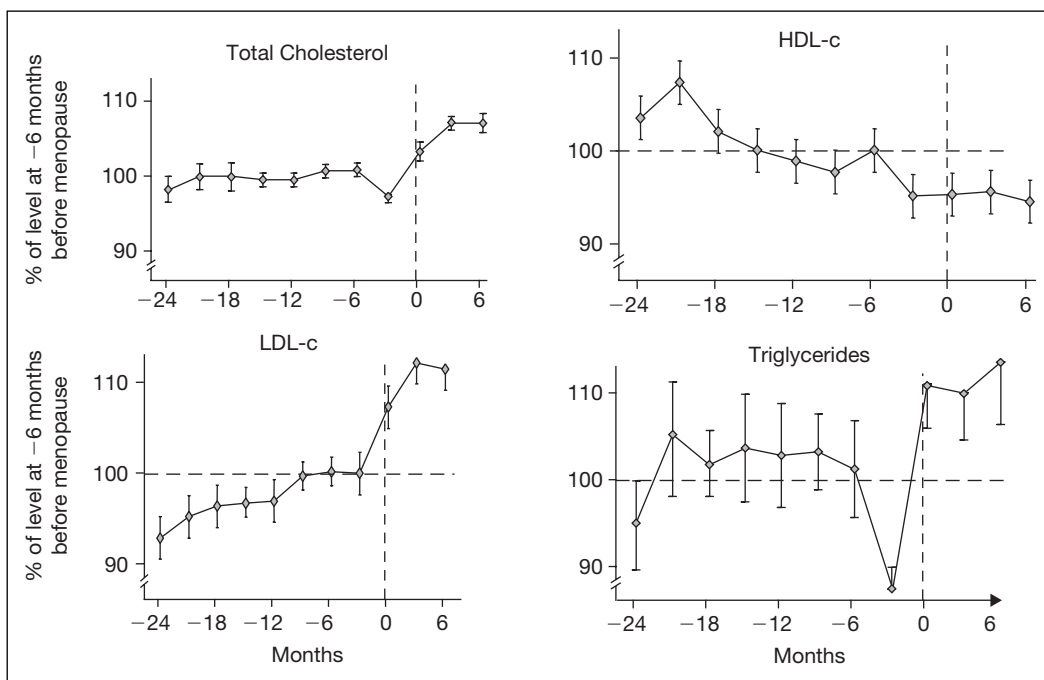 Total Cholesterol
% of level at −6 months
before menopause
110
100
90
−24 −18 −12 −6 0 6
HDL-c
110
100
90
−24 −18 −12 −6 0 6
LDL-c
% of level at −6 months
before menopause
110
100
90
−24 −18 −12 −6 0 6
Months
Triglycerides
110
100
90
−24 −18 −12 −6 0 6
Months